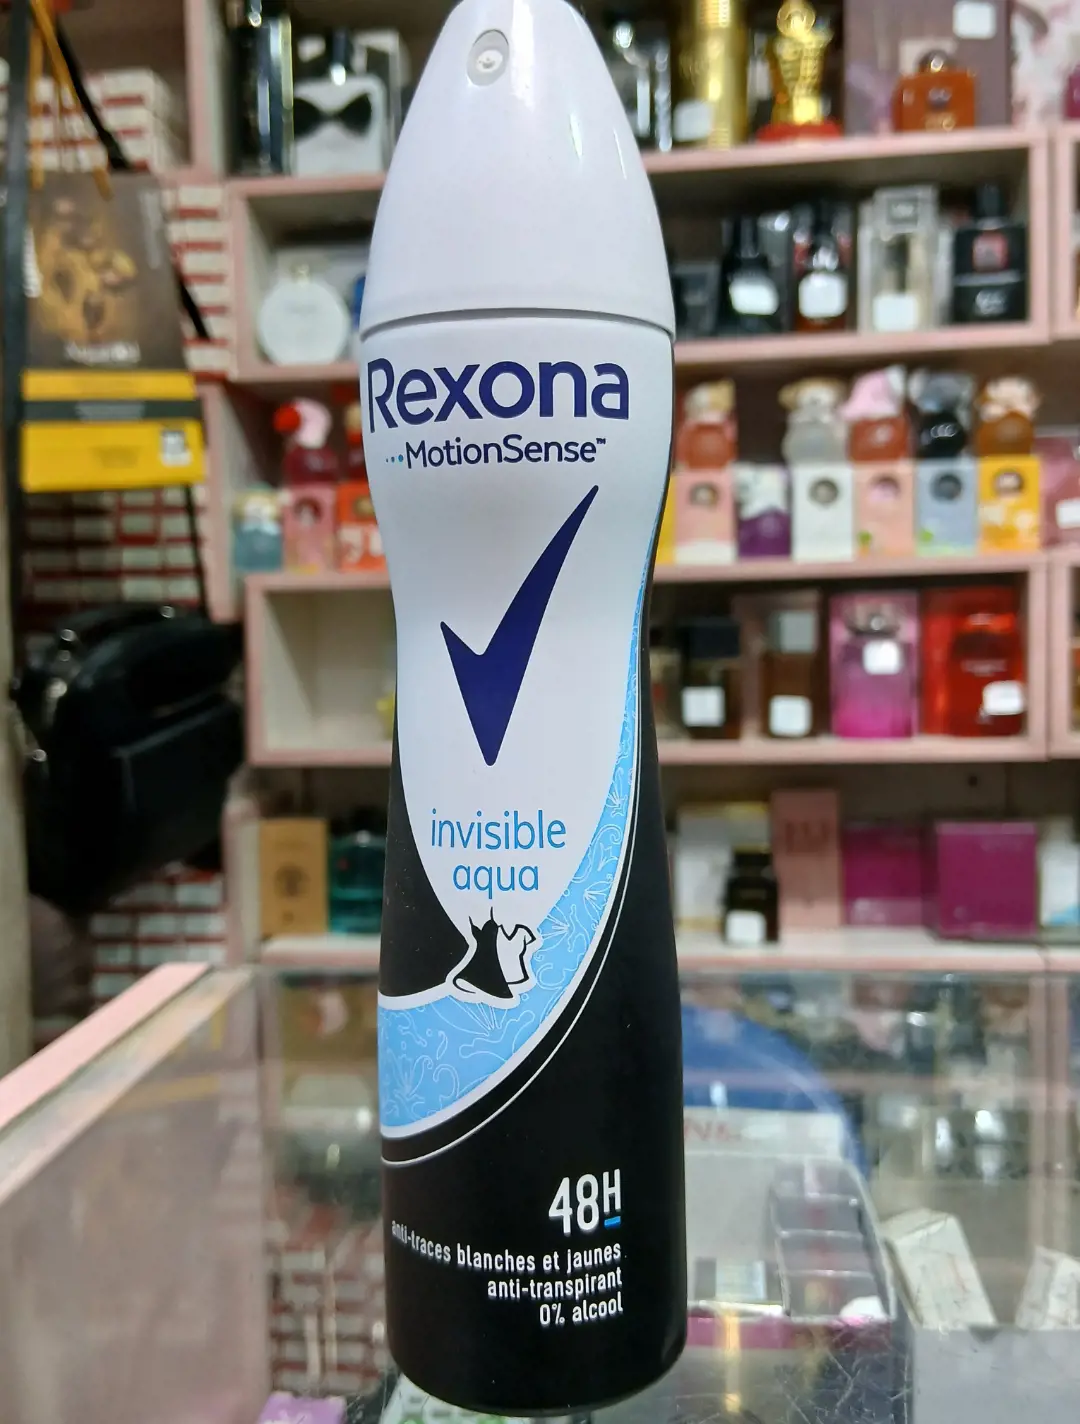 Rexona
MotionSense™
invisible
aqua
48H
anti-traces blanches et jaunes
anti-transpirant
0% alcool